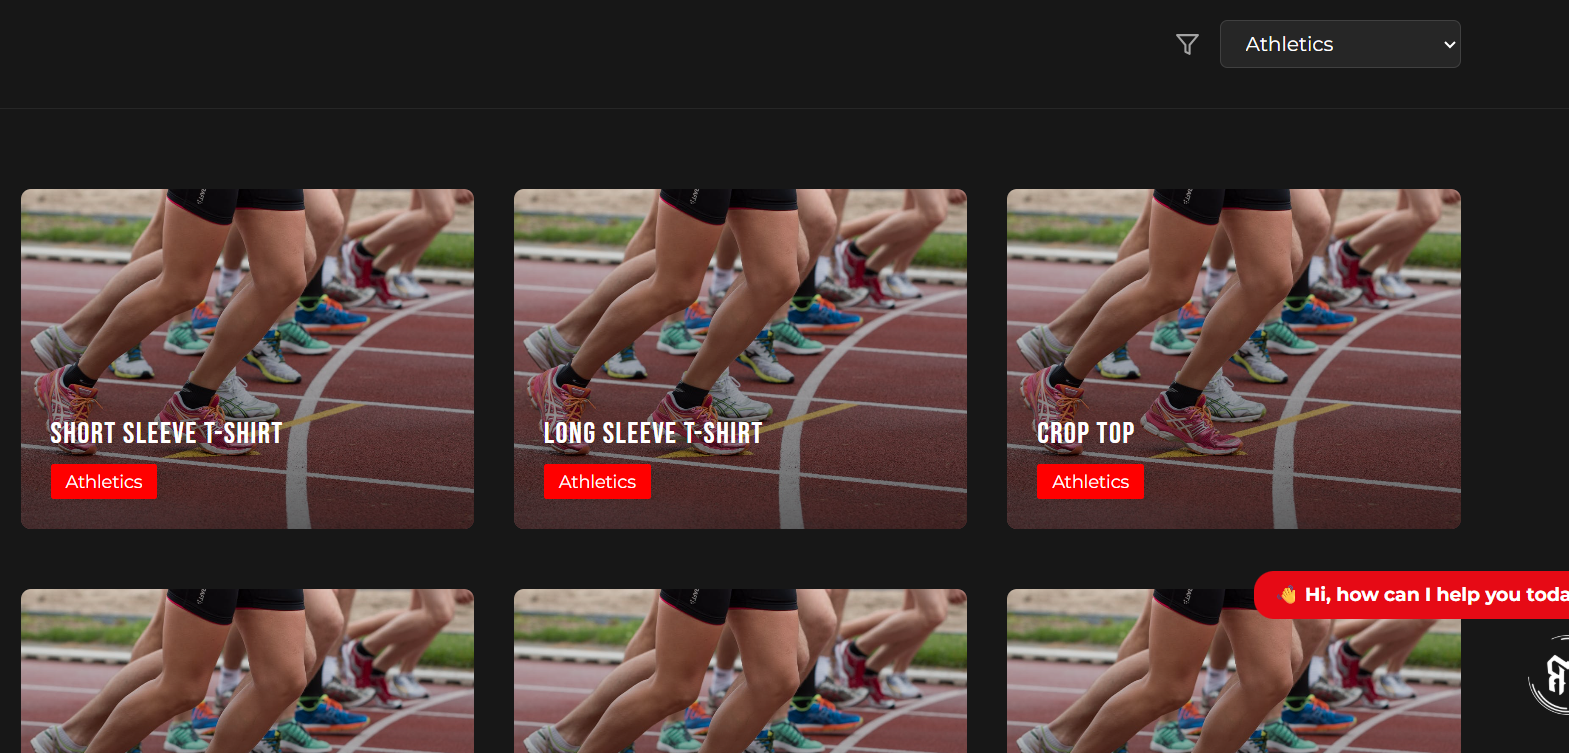 Athletics
SHORT SLEEVE T-SHIRT
Athletics
LONG SLEEVE T-SHIRT
Athletics
CROP TOP
Athletics
👋 Hi, how can I help you toda